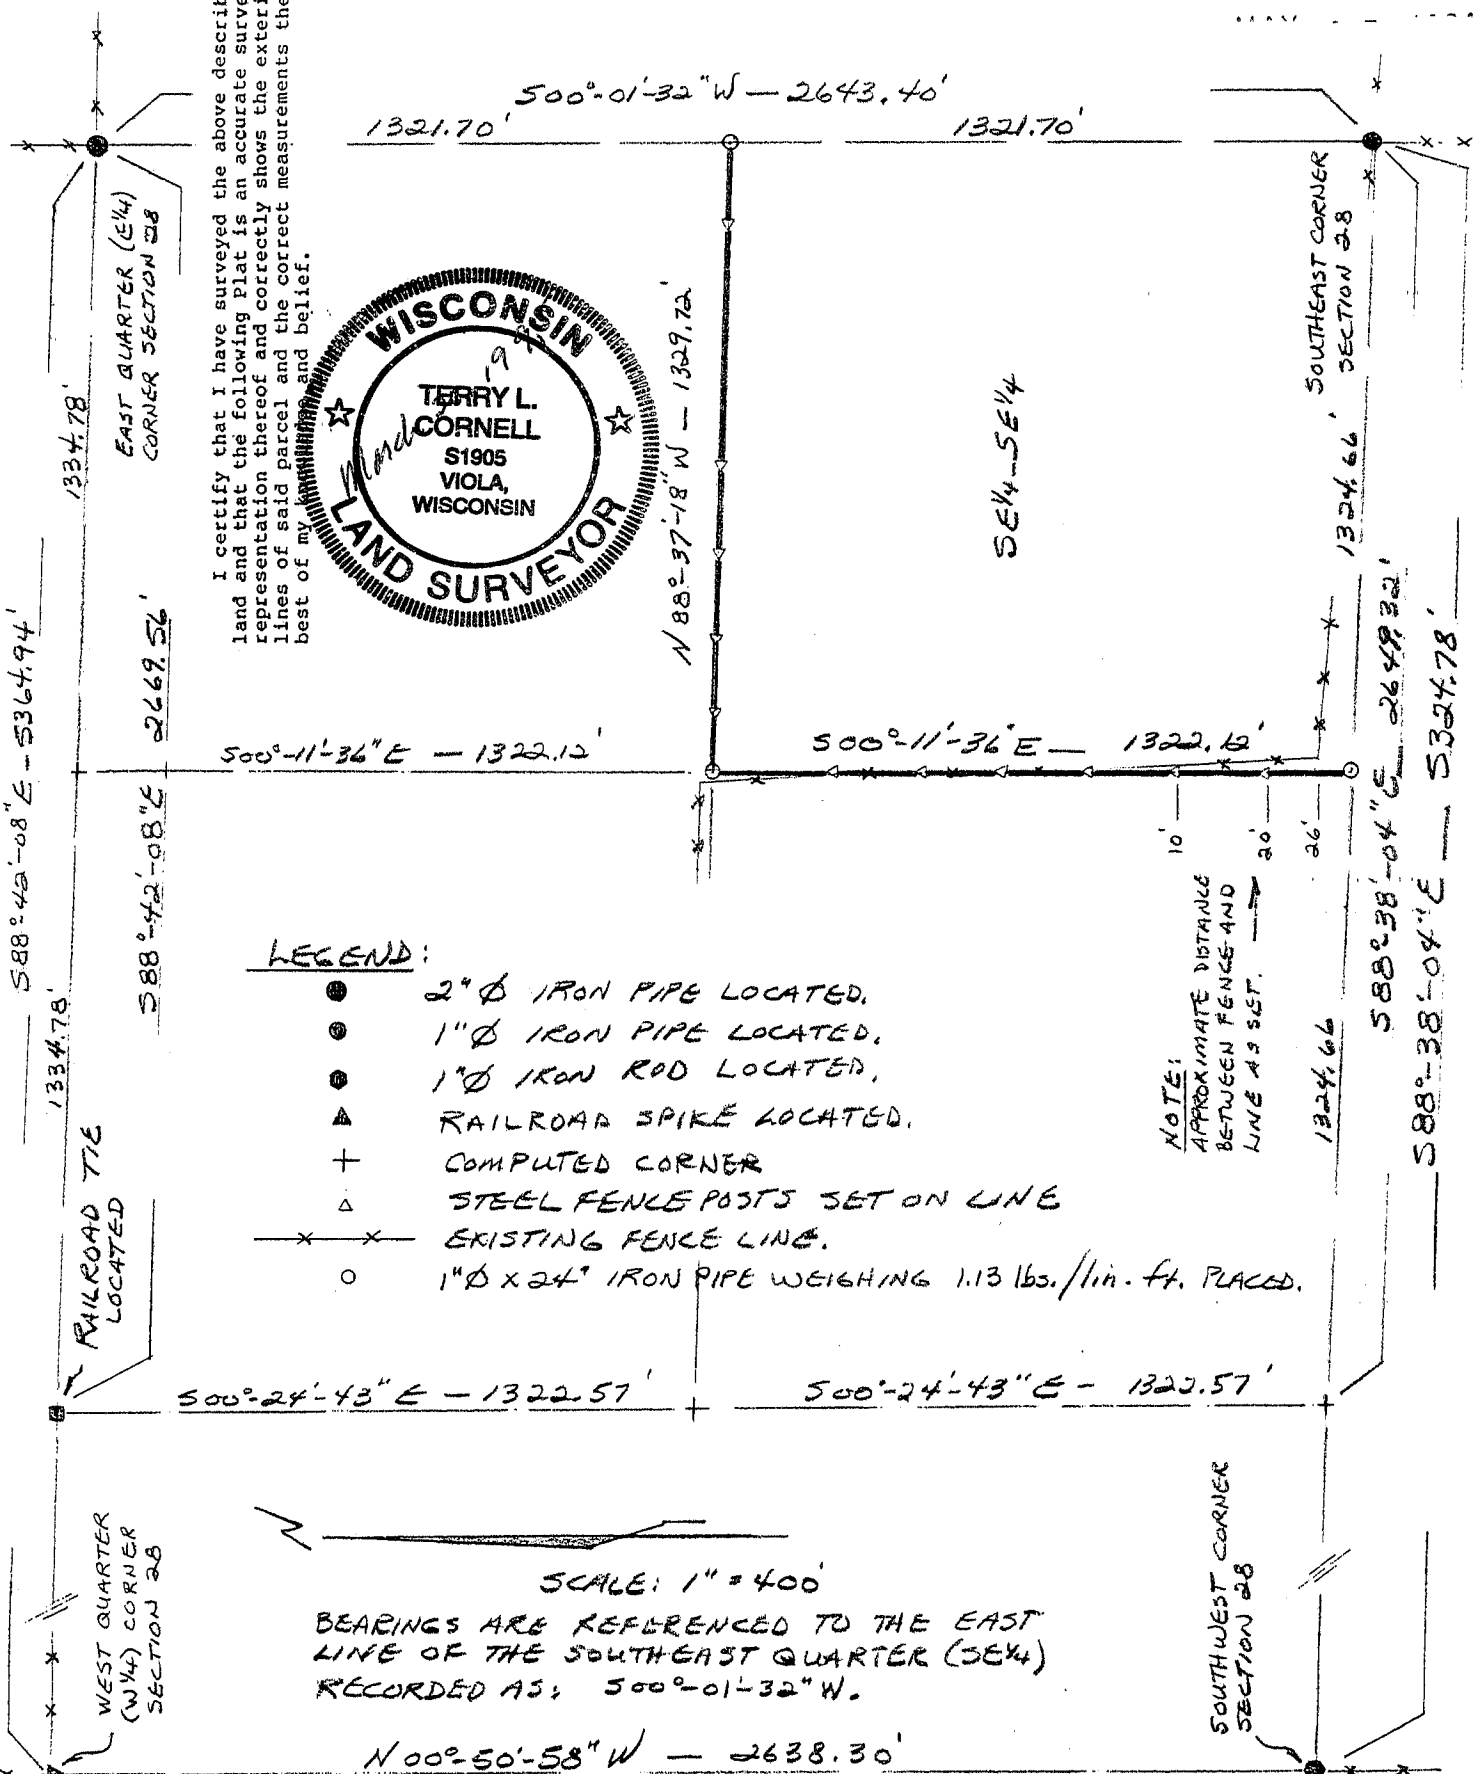 S00°-01'-32"W — 2643.40'
1321.70'
1321.70'
EAST QUARTER (E¼)
CORNER SECTION 28
I certify that I have surveyed the above
land and that the following Plat is an accurate
representation thereof and correctly shows the
lines of said parcel and the correct measurements
best of my and belief.
WISCONSIN
TERRY L.
CORNELL
S1905
VIOLA,
WISCONSIN
LAND SURVEYOR
March
N 88°-37'-18"W — 1329.72'
SE¼-SE¼
SOUTHEAST CORNER
SECTION 28
1334.78'
1324.66'
S88°-42'-08"E — 5364.94'
S88°-42'-08"E 2669.56'
S00°-11'-36"E — 1322.12'
S00°-11'-36"E — 1322.12'
S88°-38'-04"E 2649.32'
S88°-38'-04"E — 5324.78'
10'
20'
26'
NOTE:
APPROXIMATE DISTANCE
BETWEEN FENCE AND
LINE AS SET.
1334.78'
1324.66
LEGEND:
2"Ø IRON PIPE LOCATED.
1"Ø IRON PIPE LOCATED.
1"Ø IRON ROD LOCATED.
RAILROAD SPIKE LOCATED.
COMPUTED CORNER
STEEL FENCE POSTS SET ON LINE
EXISTING FENCE LINE.
1"Ø X 24" IRON PIPE WEIGHING 1.13 lbs./lin. ft. PLACED.
RAILROAD TIE
LOCATED
S00°-24'-43"E — 1322.57'
S00°-24'-43"E - 1322.57'
WEST QUARTER
(W¼) CORNER
SECTION 28
SCALE: 1" = 400'
BEARINGS ARE REFERENCED TO THE EAST
LINE OF THE SOUTHEAST QUARTER (SE¼)
RECORDED AS: S00°-01'-32"W.
SOUTHWEST CORNER
SECTION 28
N00°-50'-58"W — 2638.30'